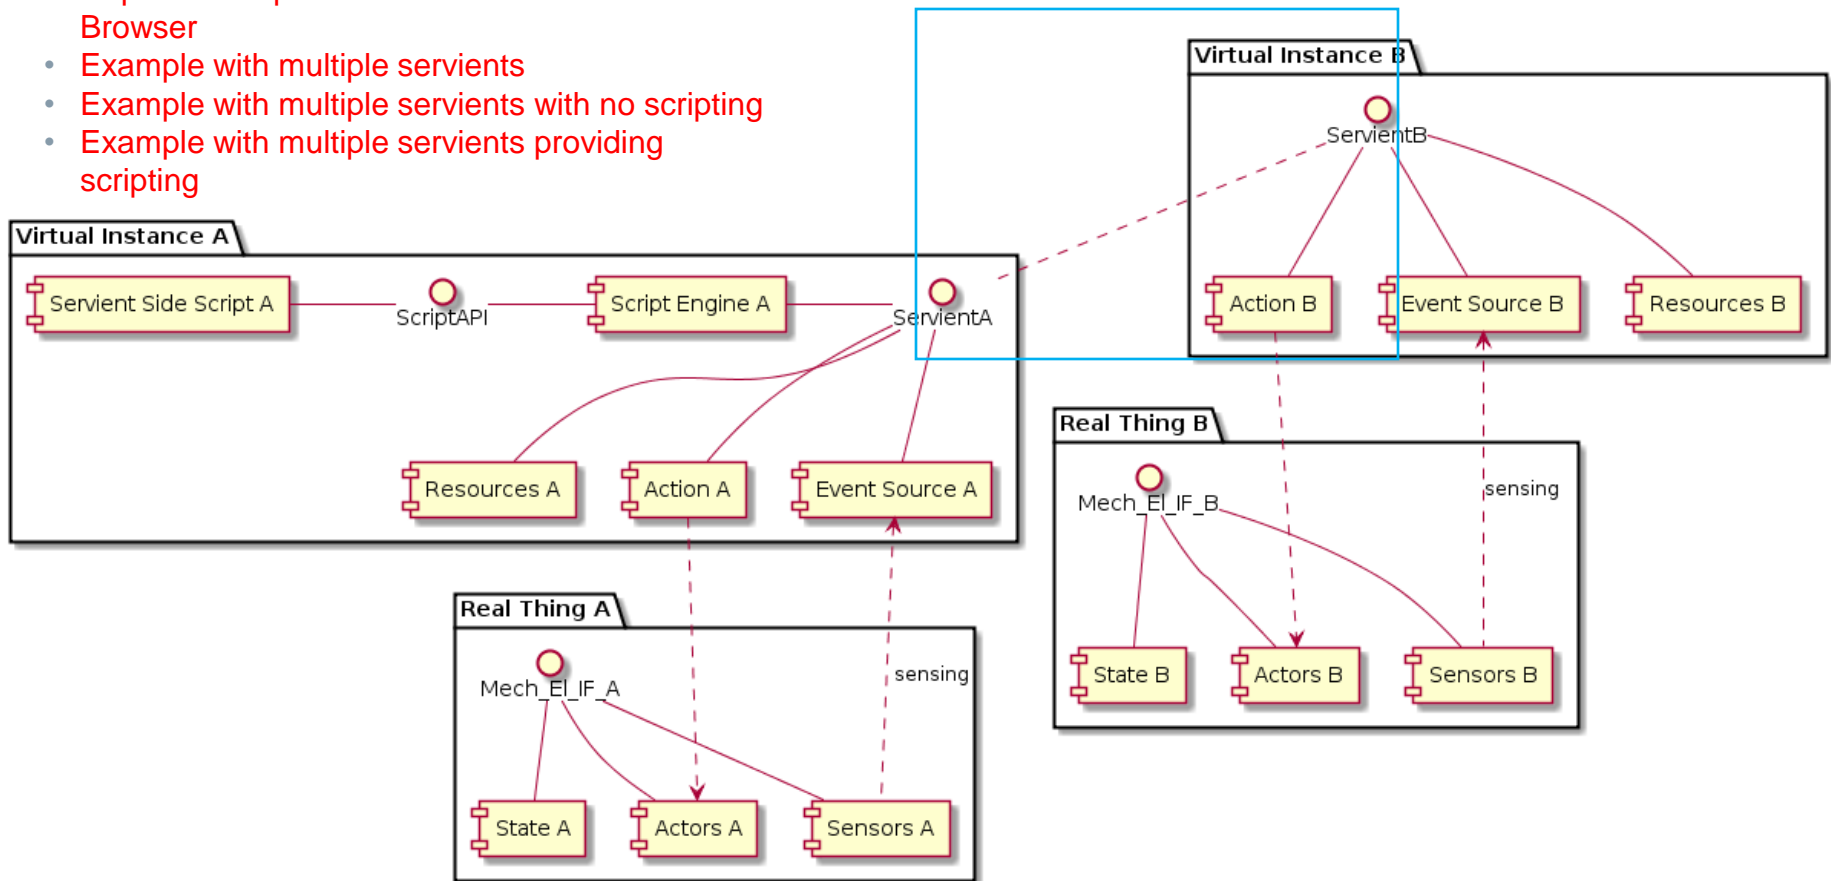 Browser
• Example with multiple servients
• Example with multiple servients with no scripting
• Example with multiple servients providing
scripting
Virtual Instance B
ServientB
Action B
Event Source B
Resources B
Virtual Instance A
Servient Side Script A
ScriptAPI
Script Engine A
ServientA
Resources A
Action A
Event Source A
Real Thing B
Mech_El_IF_B
sensing
State B
Actors B
Sensors B
Real Thing A
Mech_El_IF_A
sensing
State A
Actors A
Sensors A